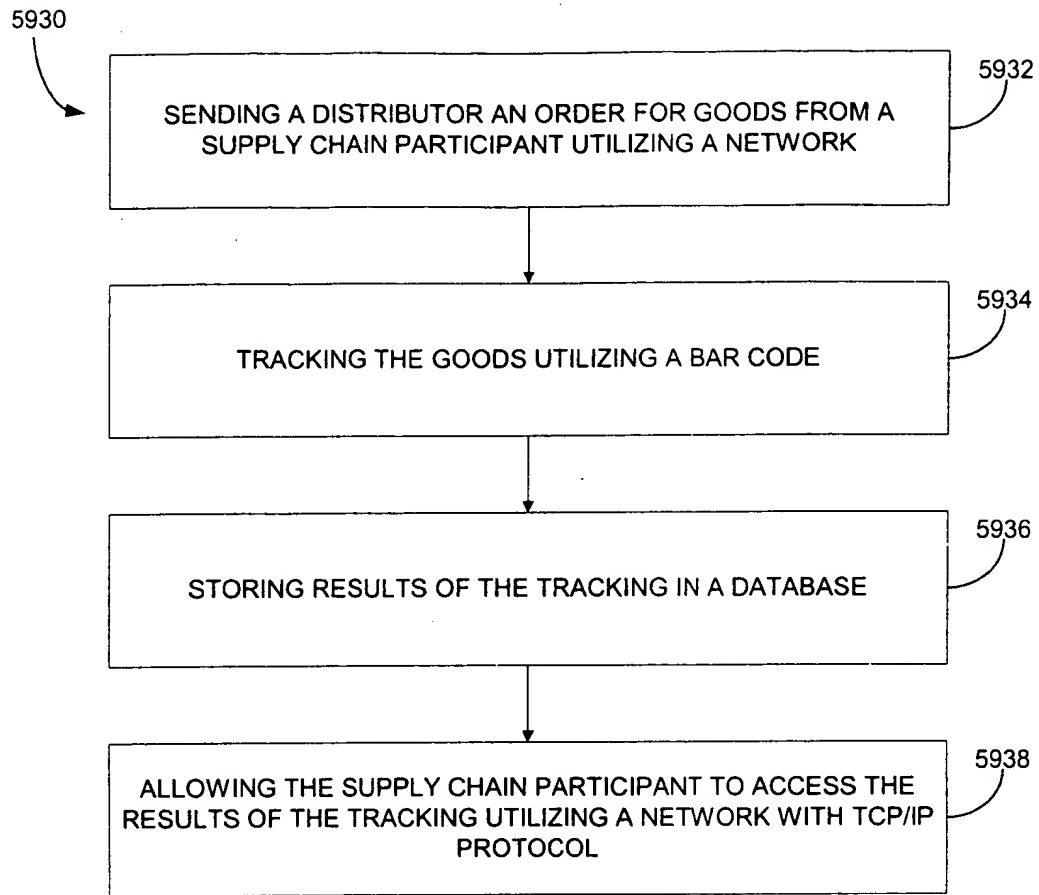 5930
5932
SENDING A DISTRIBUTOR AN ORDER FOR GOODS FROM A
SUPPLY CHAIN PARTICIPANT UTILIZING A NETWORK
5934
TRACKING THE GOODS UTILIZING A BAR CODE
5936
STORING RESULTS OF THE TRACKING IN A DATABASE
5938
ALLOWING THE SUPPLY CHAIN PARTICIPANT TO ACCESS THE
RESULTS OF THE TRACKING UTILIZING A NETWORK WITH TCP/IP
PROTOCOL